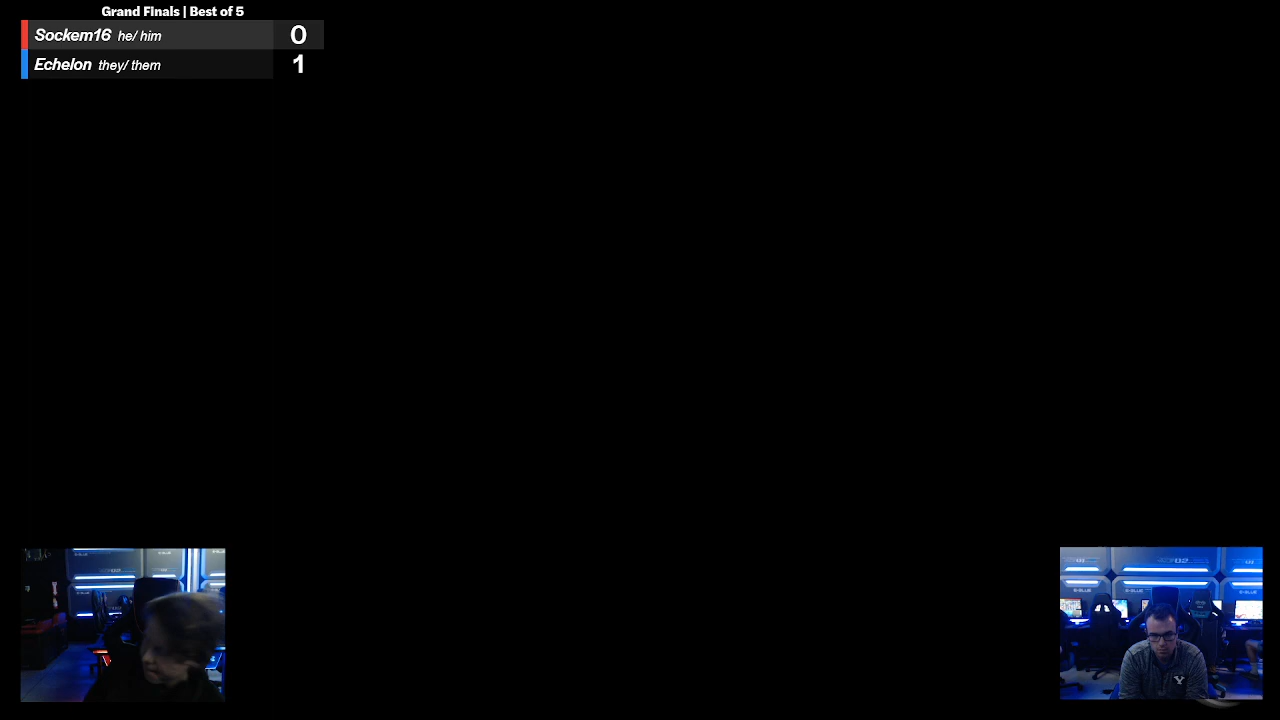 Grand Finals | Best of 5
Sockem16 he/ him 0
Echelon they/ them 1
Y